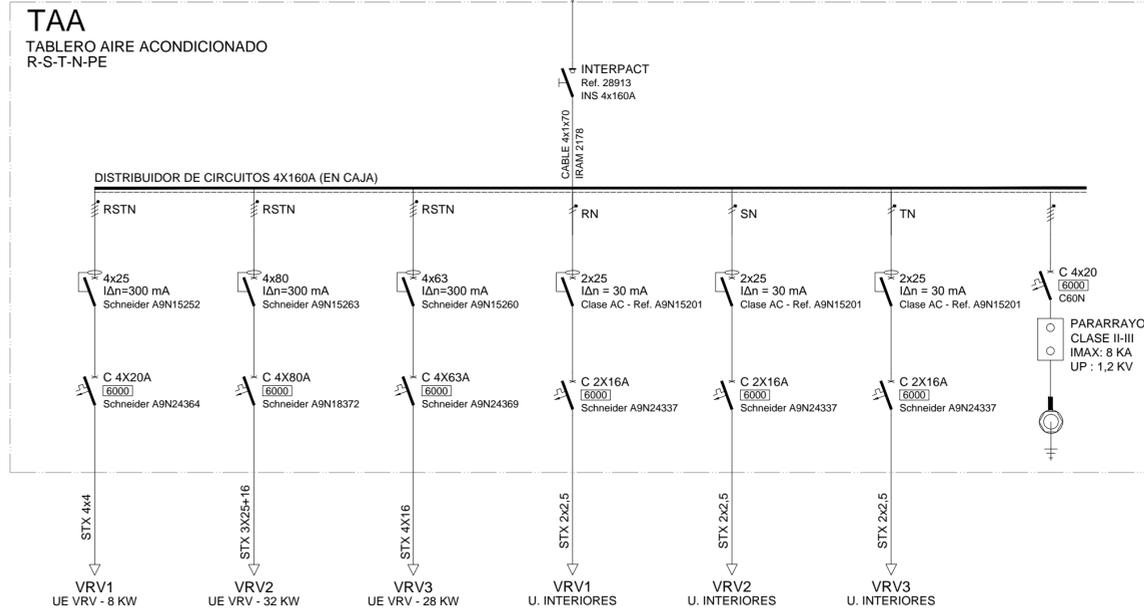 TAA
TABLERO AIRE ACONDICIONADO
R-S-T-N-PE
INTERPACT
Ref. 28913
INS 4x160A
CABLE 4x1x70
IRAM 2178
DISTRIBUIDOR DE CIRCUITOS 4X160A (EN CAJA)
RSTN
RSTN
RSTN
RN
SN
TN
4x25
IΔn=300 mA
Schneider A9N15252
4x80
IΔn=300 mA
Schneider A9N15263
4x63
IΔn=300 mA
Schneider A9N15260
2x25
IΔn = 30 mA
Clase AC - Ref. A9N15201
2x25
IΔn = 30 mA
Clase AC - Ref. A9N15201
2x25
IΔn = 30 mA
Clase AC - Ref. A9N15201
C 4x20
6000
C60N
PARARRAYO
CLASE II-III
IMAX: 8 KA
UP : 1,2 KV
C 4X20A
6000
Schneider A9N24364
C 4X80A
6000
Schneider A9N18372
C 4X63A
6000
Schneider A9N24369
C 2X16A
6000
Schneider A9N24337
C 2X16A
6000
Schneider A9N24337
C 2X16A
6000
Schneider A9N24337
STX 4x4
STX 3X25+16
STX 4X16
STX 2x2,5
STX 2x2,5
STX 2x2,5
VRV1
UE VRV - 8 KW
VRV2
UE VRV - 32 KW
VRV3
UE VRV - 28 KW
VRV1
U. INTERIORES
VRV2
U. INTERIORES
VRV3
U. INTERIORES